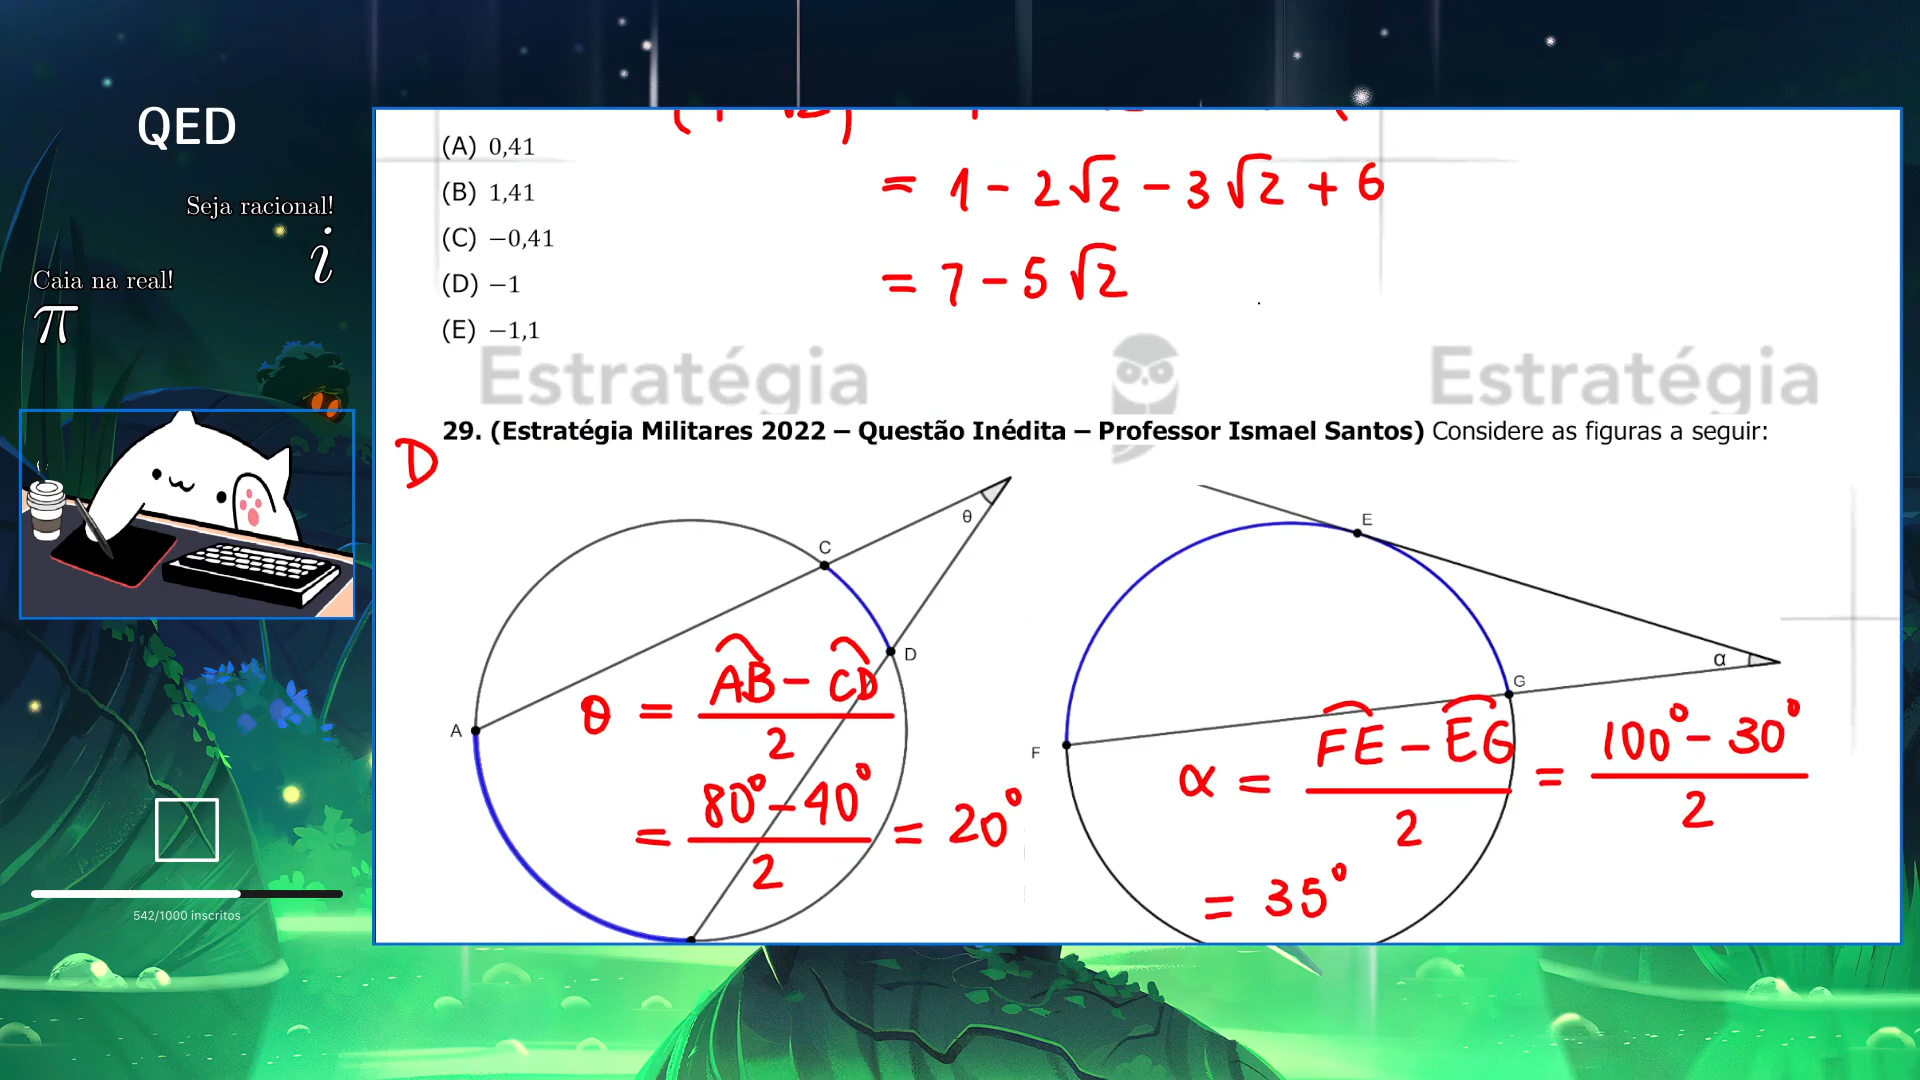 QED
Seja racional!
i
Caia na real!
π
542/1000 inscritos
(A) 0,41
(B) 1,41
(C) −0,41
(D) −1
(E) −1,1
= 1 − 2√2 − 3√2 + 6
= 7 − 5√2
Estratégia
Estratégia
D
29. (Estratégia Militares 2022 – Questão Inédita – Professor Ismael Santos) Considere as figuras a seguir:
C
θ
D
A
θ = (AB − CD)/2
= (80° − 40°)/2 = 20°
E
α
G
F
α = (FE − EG)/2 = (100° − 30°)/2
= 35°